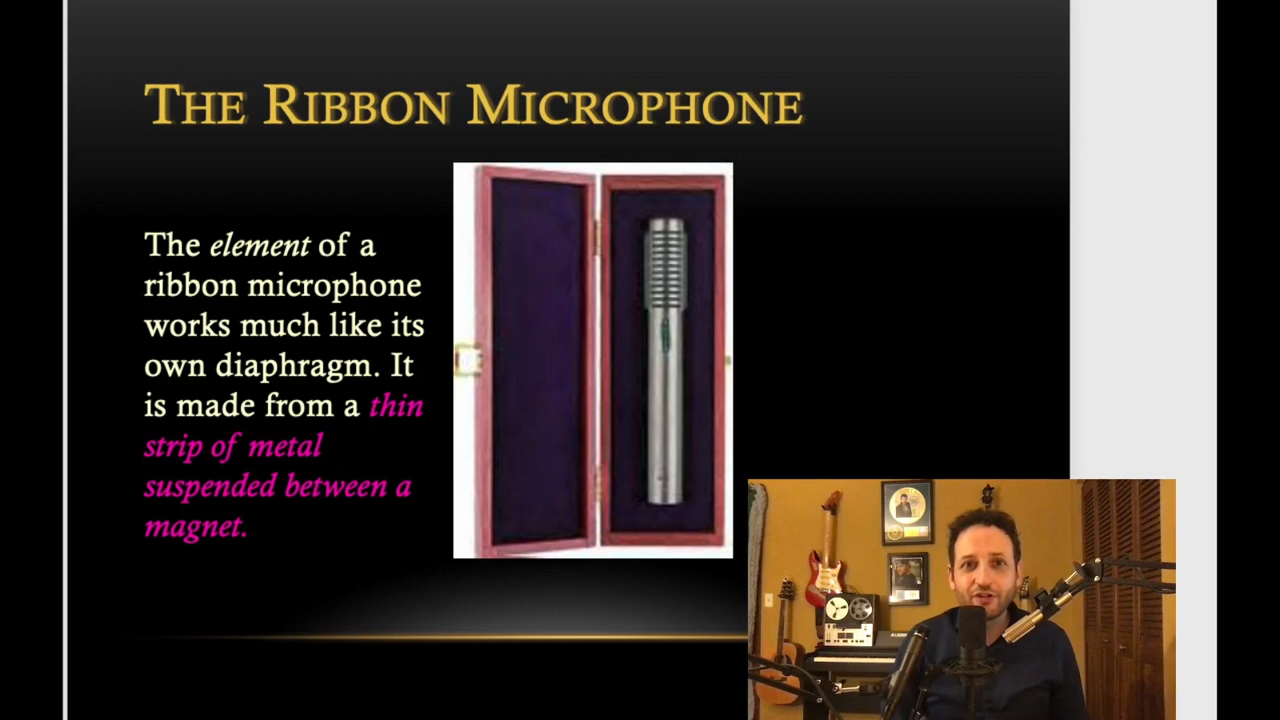 THE RIBBON MICROPHONE
The element of a
ribbon microphone
works much like its
own diaphragm. It
is made from a thin
strip of metal
suspended between a
magnet.